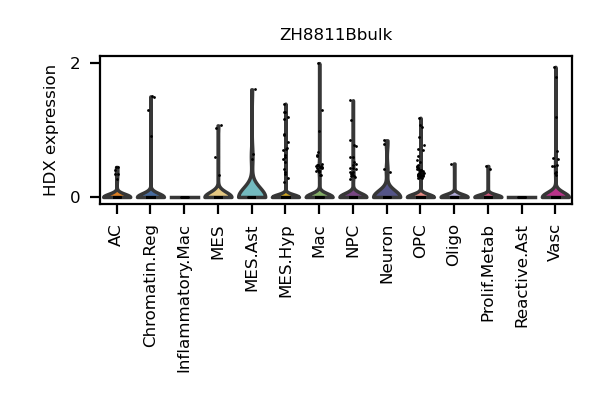 ZH8811Bbulk
HDX expression
2
0
AC
Chromatin.Reg
Inflammatory.Mac
MES
MES.Ast
MES.Hyp
Mac
NPC
Neuron
OPC
Oligo
Prolif.Metab
Reactive.Ast
Vasc